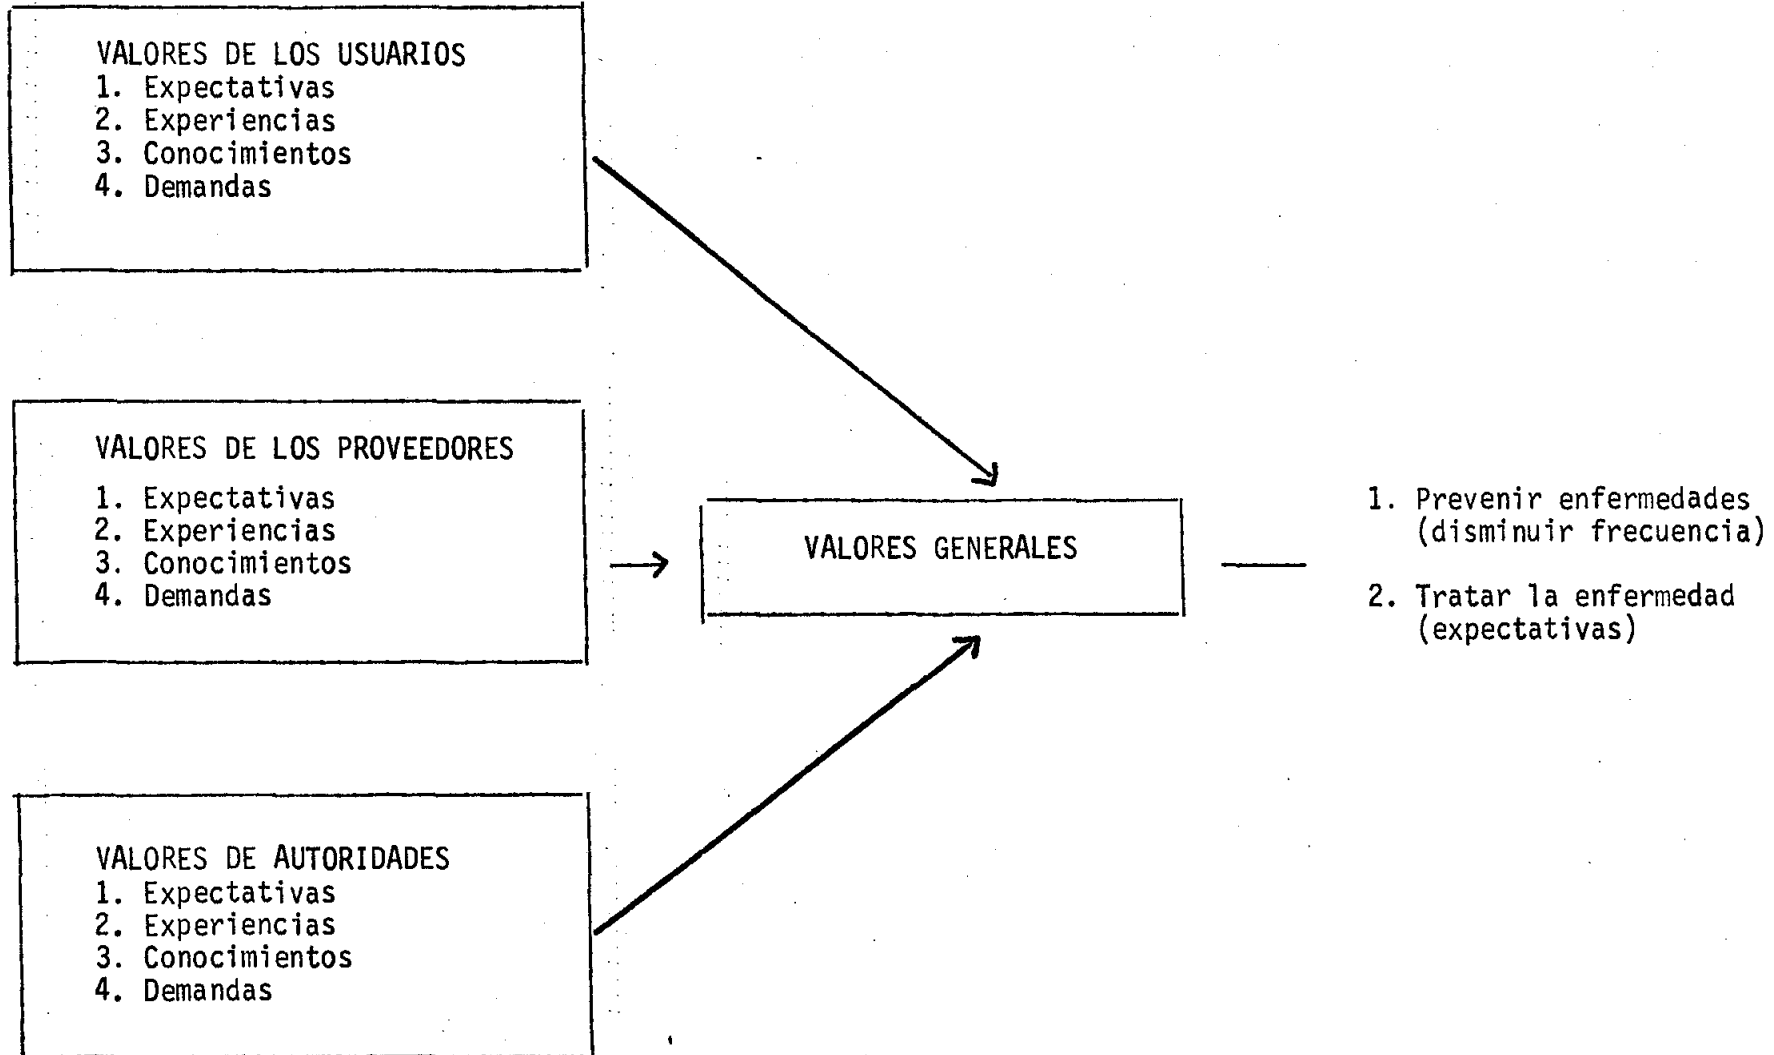 VALORES DE LOS USUARIOS
1. Expectativas
2. Experiencias
3. Conocimientos
4. Demandas
VALORES DE LOS PROVEEDORES
1. Expectativas
2. Experiencias
3. Conocimientos
4. Demandas
VALORES DE AUTORIDADES
1. Expectativas
2. Experiencias
3. Conocimientos
4. Demandas
VALORES GENERALES
1. Prevenir enfermedades
(disminuir frecuencia)
2. Tratar la enfermedad
(expectativas)